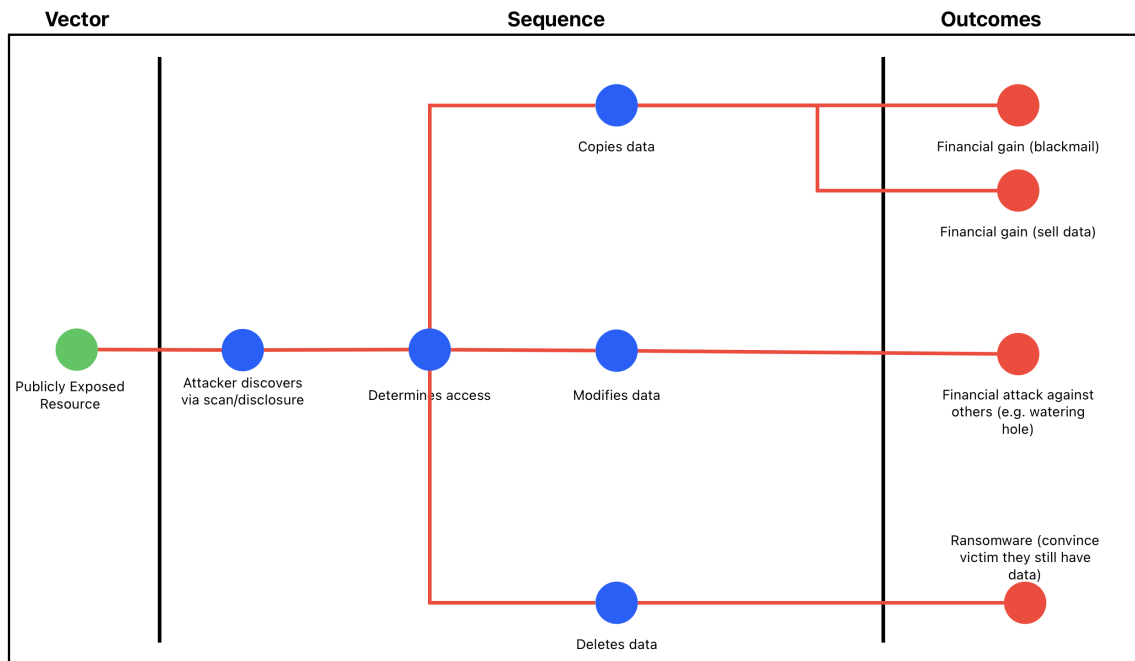 Vector
Sequence
Outcomes
Copies data
Financial gain (blackmail)
Financial gain (sell data)
Publicly Exposed
Resource
Attacker discovers
via scan/disclosure
Determines access
Modifies data
Financial attack against
others (e.g. watering
hole)
Ransomware (convince
victim they still have
data)
Deletes data